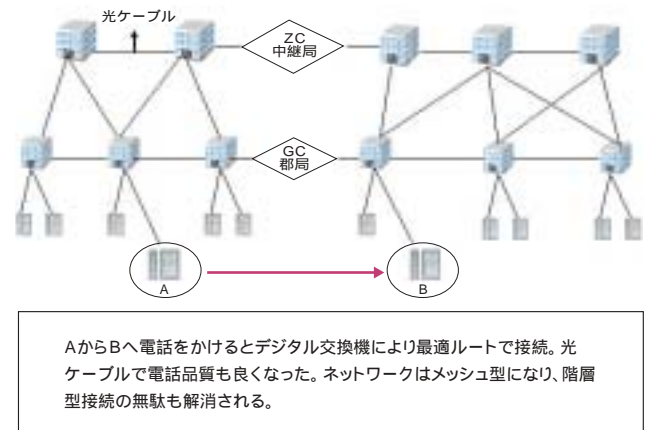 光ケーブル
ZC
中継局
GC
郡局
A
B
AからBへ電話をかけるとデジタル交換機により最適ルートで接続。光
ケーブルで電話品質も良くなった。ネットワークはメッシュ型になり、階層
型接続の無駄も解消される。